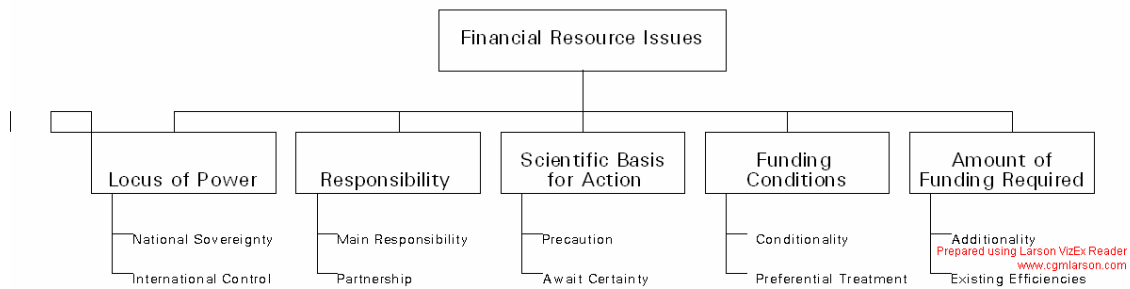 Financial Resource Issues
Locus of Power
Responsibility
Scientific Basis
for Action
Funding
Conditions
Amount of
Funding Required
National Sovereignty
International Control
Main Responsibility
Partnership
Precaution
Await Certainty
Conditionality
Preferential Treatment
Additionality
Existing Efficiencies
Prepared using Larson VizEx Reader
www.cgmlarson.com